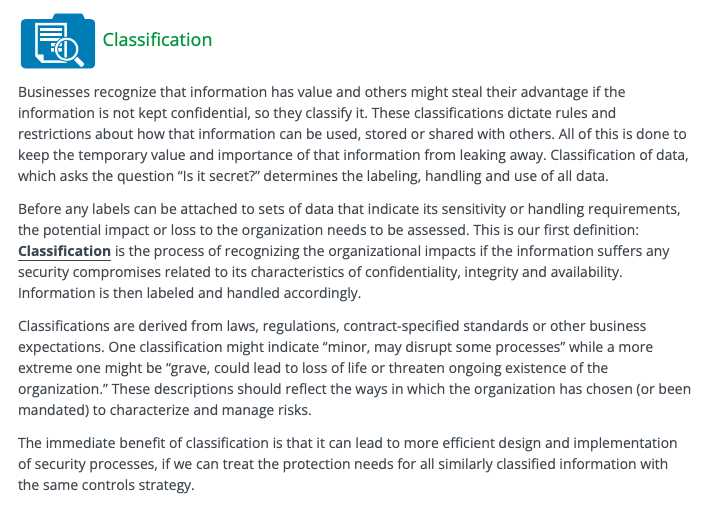 Classification
Businesses recognize that information has value and others might steal their advantage if the
information is not kept confidential, so they classify it. These classifications dictate rules and
restrictions about how that information can be used, stored or shared with others. All of this is done to
keep the temporary value and importance of that information from leaking away. Classification of data,
which asks the question “Is it secret?” determines the labeling, handling and use of all data.
Before any labels can be attached to sets of data that indicate its sensitivity or handling requirements,
the potential impact or loss to the organization needs to be assessed. This is our first definition:
Classification is the process of recognizing the organizational impacts if the information suffers any
security compromises related to its characteristics of confidentiality, integrity and availability.
Information is then labeled and handled accordingly.
Classifications are derived from laws, regulations, contract-specified standards or other business
expectations. One classification might indicate “minor, may disrupt some processes” while a more
extreme one might be “grave, could lead to loss of life or threaten ongoing existence of the
organization.” These descriptions should reflect the ways in which the organization has chosen (or been
mandated) to characterize and manage risks.
The immediate benefit of classification is that it can lead to more efficient design and implementation
of security processes, if we can treat the protection needs for all similarly classified information with
the same controls strategy.